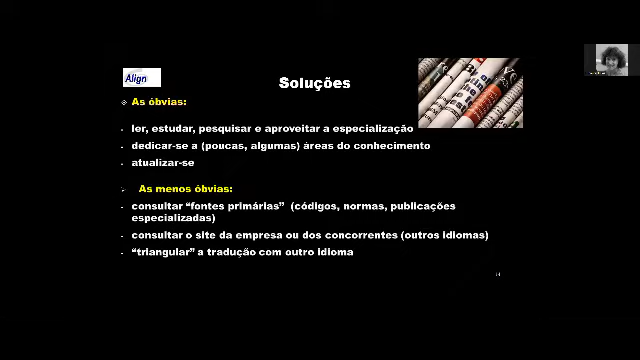 Align
Soluções
As óbvias:
- ler, estudar, pesquisar e aproveitar a especialização
- dedicar-se a (poucas, algumas) áreas do conhecimento
- atualizar-se
As menos óbvias:
- consultar “fontes primárias” (códigos, normas, publicações
especializadas)
- consultar o site da empresa ou dos concorrentes (outros idiomas)
- “triangular” a tradução com outro idioma
14